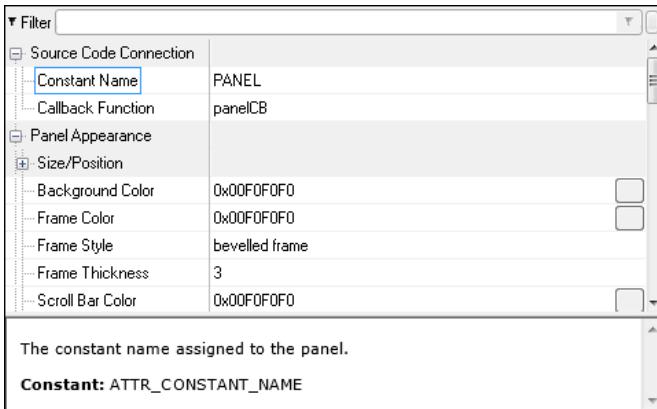 Filter
Source Code Connection
Constant Name PANEL
Callback Function panelCB
Panel Appearance
Size/Position
Background Color 0x00F0F0F0
Frame Color 0x00F0F0F0
Frame Style bevelled frame
Frame Thickness 3
Scroll Bar Color 0x00F0F0F0
The constant name assigned to the panel.
Constant: ATTR_CONSTANT_NAME